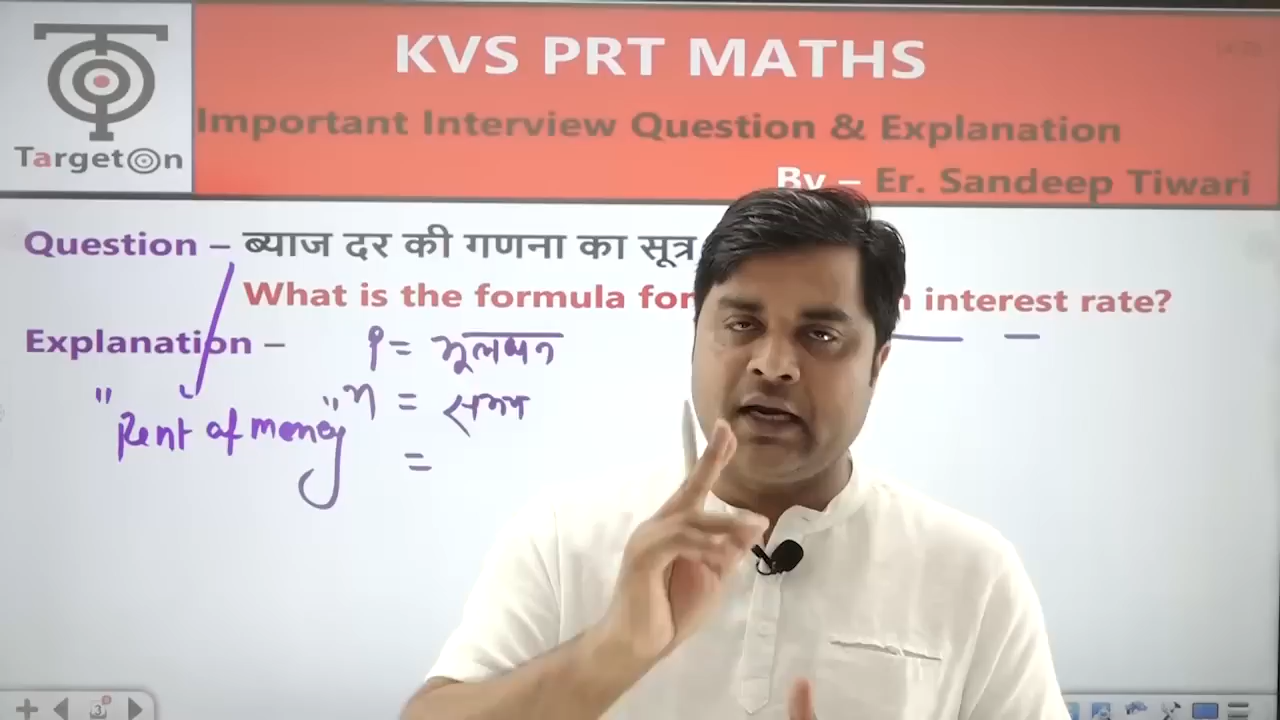 KVS PRT MATHS
Important Interview Question & Explanation
By – Er. Sandeep Tiwari
TargetOn
Question – ब्याज दर की गणना का सूत्र
What is the formula for n interest rate?
Explanation –
P = मूलधन
n = समय
=
"Rent of money"